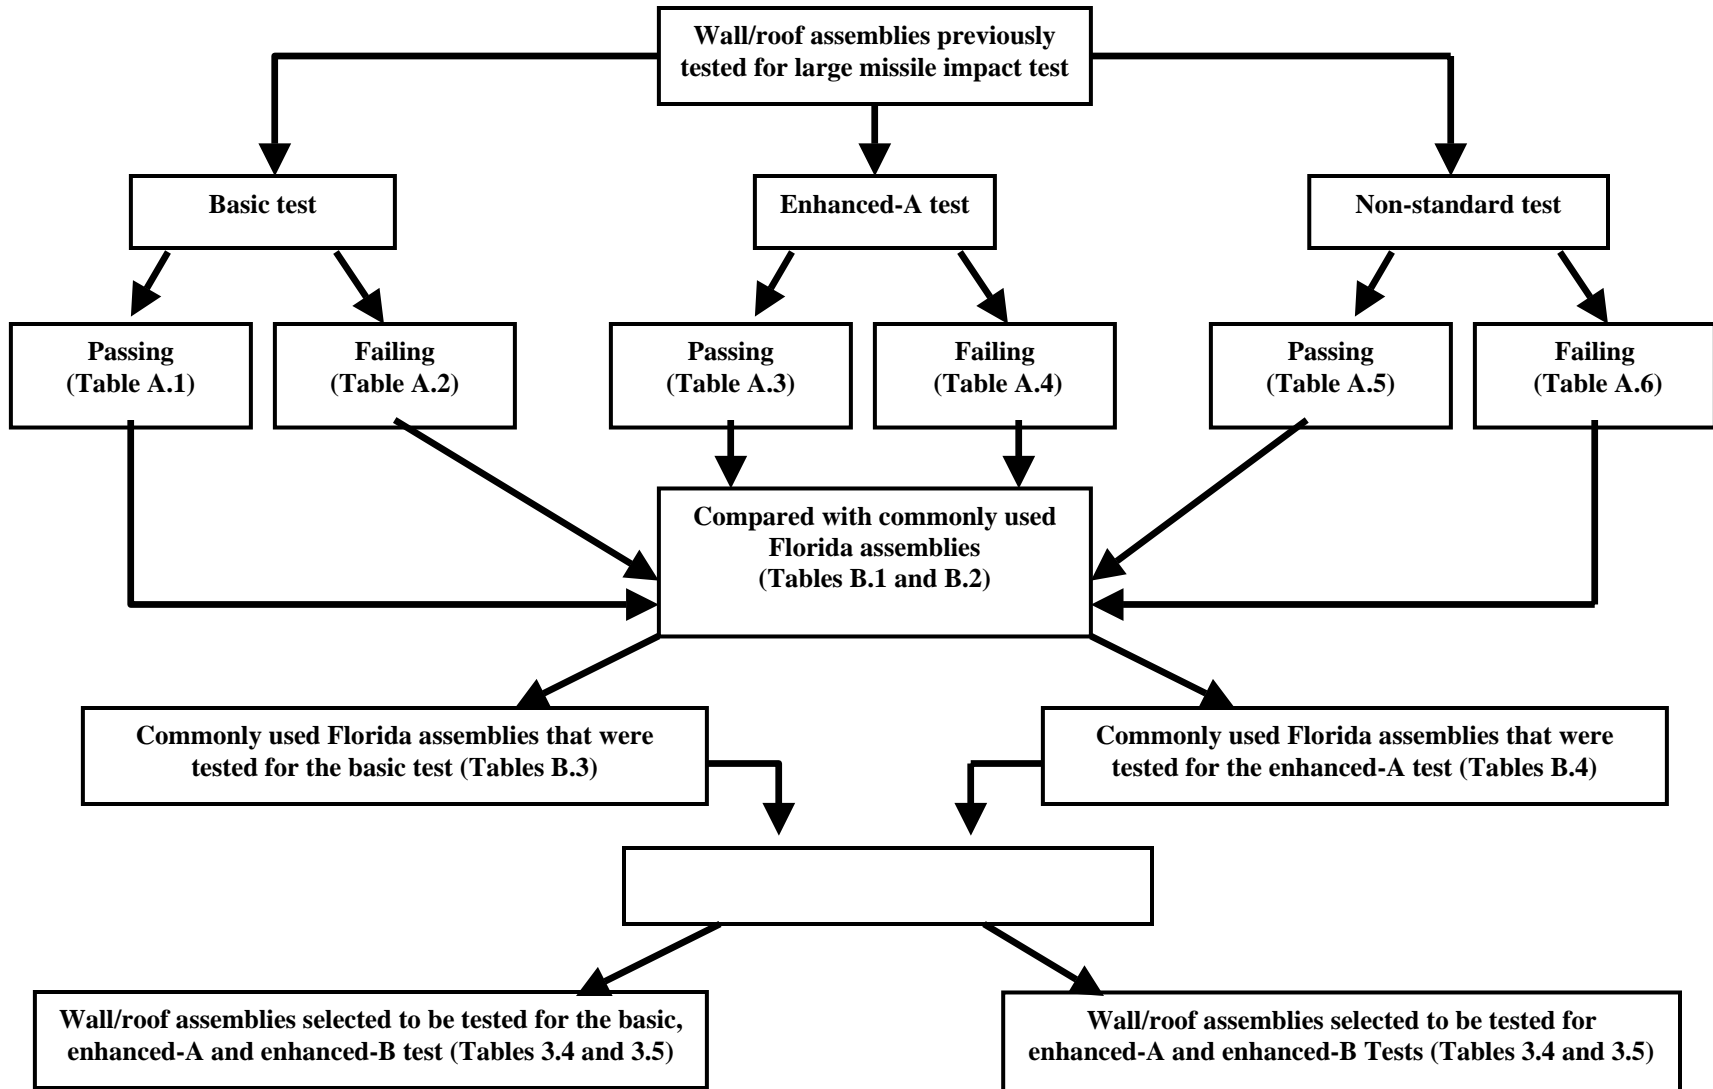 Wall/roof assemblies previously
tested for large missile impact test
Basic test
Enhanced-A test
Non-standard test
Passing
(Table A.1)
Failing
(Table A.2)
Passing
(Table A.3)
Failing
(Table A.4)
Passing
(Table A.5)
Failing
(Table A.6)
Compared with commonly used
Florida assemblies
(Tables B.1 and B.2)
Commonly used Florida assemblies that were
tested for the basic test (Tables B.3)
Commonly used Florida assemblies that were
tested for the enhanced-A test (Tables B.4)
Wall/roof assemblies selected to be tested for the basic,
enhanced-A and enhanced-B test (Tables 3.4 and 3.5)
Wall/roof assemblies selected to be tested for
enhanced-A and enhanced-B Tests (Tables 3.4 and 3.5)